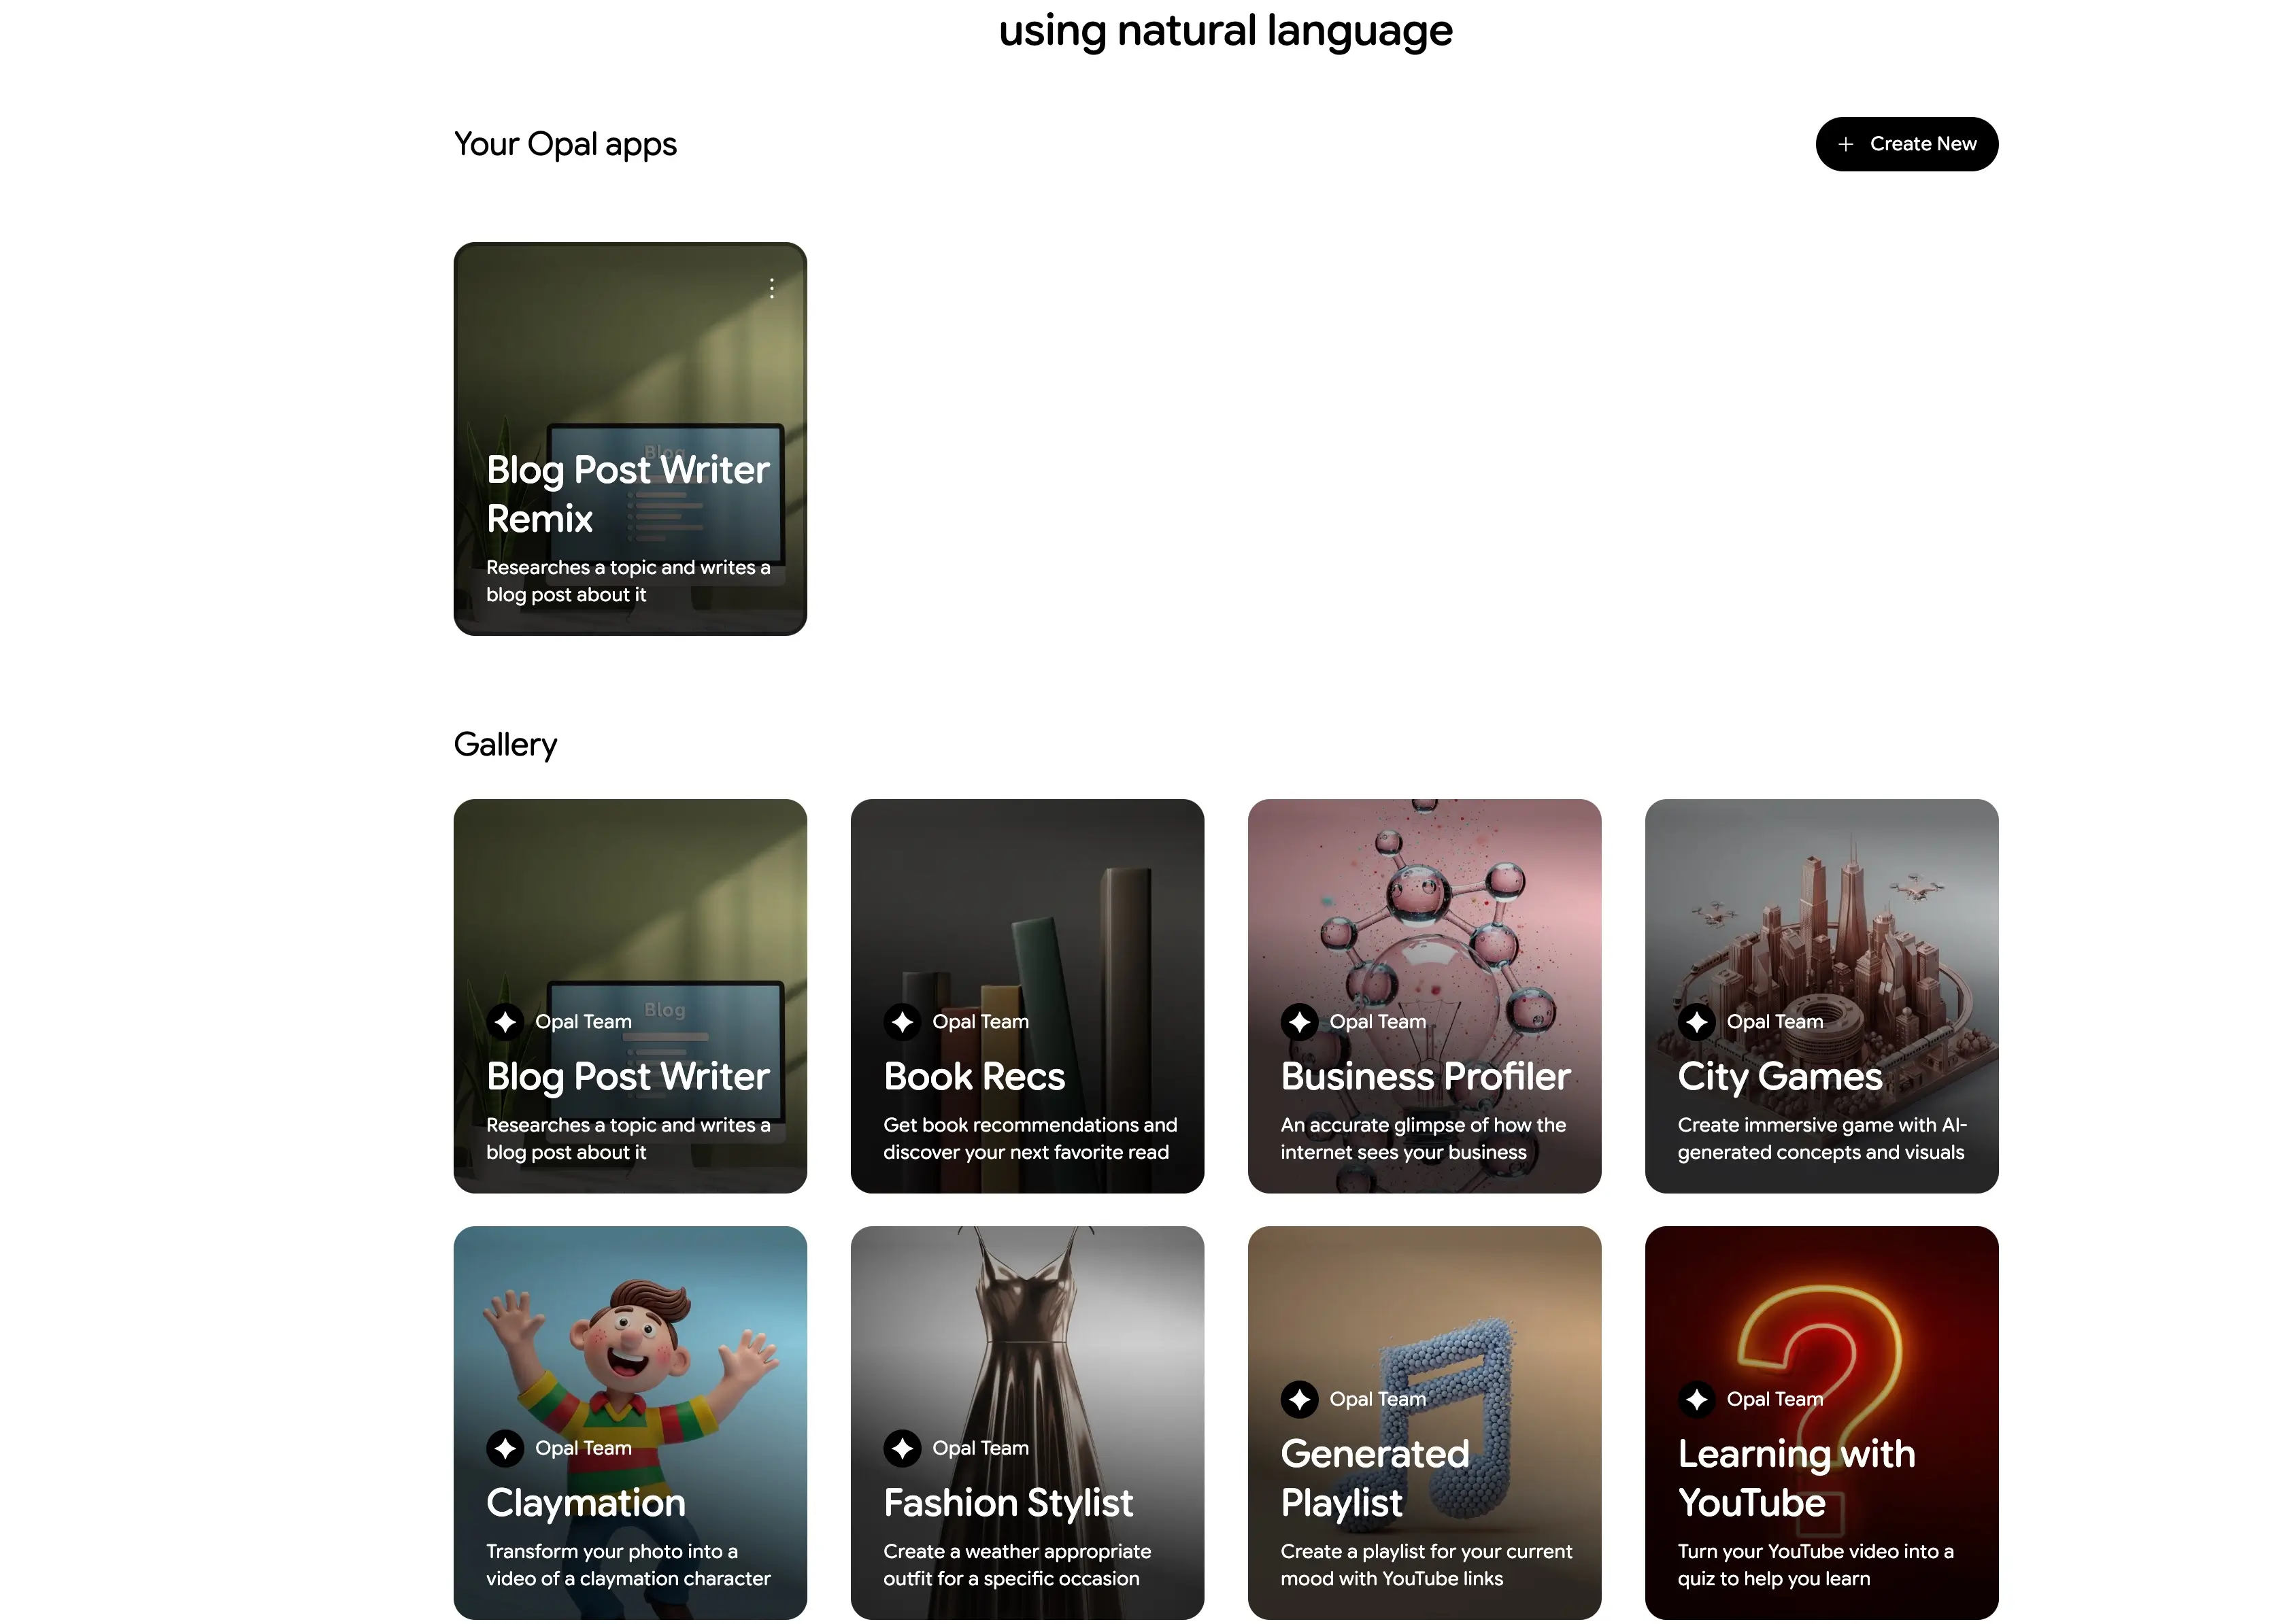 using natural language
Your Opal apps
+ Create New
Blog
Blog Post Writer
Remix
Researches a topic and writes a
blog post about it
Gallery
Blog
Opal Team
Blog Post Writer
Researches a topic and writes a
blog post about it
Opal Team
Book Recs
Get book recommendations and
discover your next favorite read
Opal Team
Business Profiler
An accurate glimpse of how the
internet sees your business
Opal Team
City Games
Create immersive game with AI-
generated concepts and visuals
Opal Team
Claymation
Transform your photo into a
video of a claymation character
Opal Team
Fashion Stylist
Create a weather appropriate
outfit for a specific occasion
Opal Team
Generated
Playlist
Create a playlist for your current
mood with YouTube links
Opal Team
Learning with
YouTube
Turn your YouTube video into a
quiz to help you learn